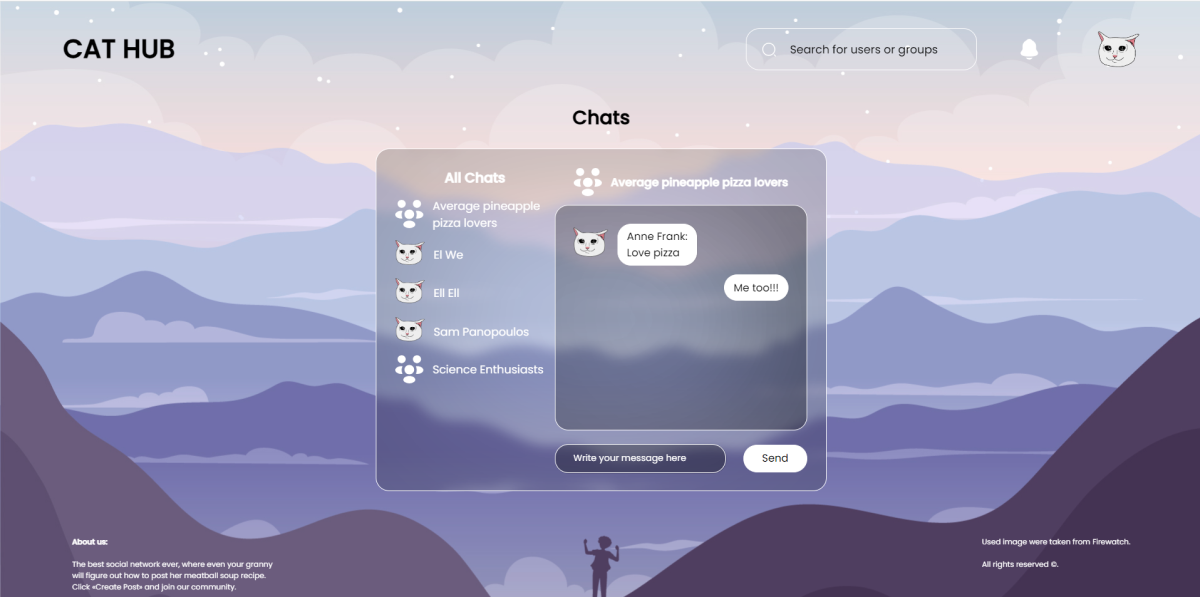 CAT HUB
Search for users or groups
Chats
All Chats
Average pineapple
pizza lovers
El We
Ell Ell
Sam Panopoulos
Science Enthusiasts
Average pineapple pizza lovers
Anne Frank:
Love pizza
Me too!!!
Write your message here
Send
About us:
The best social network ever, where even your granny
will figure out how to post her meatball soup recipe.
Click «Create Post» and join our community.
Used image were taken from Firewatch.
All rights reserved ©.